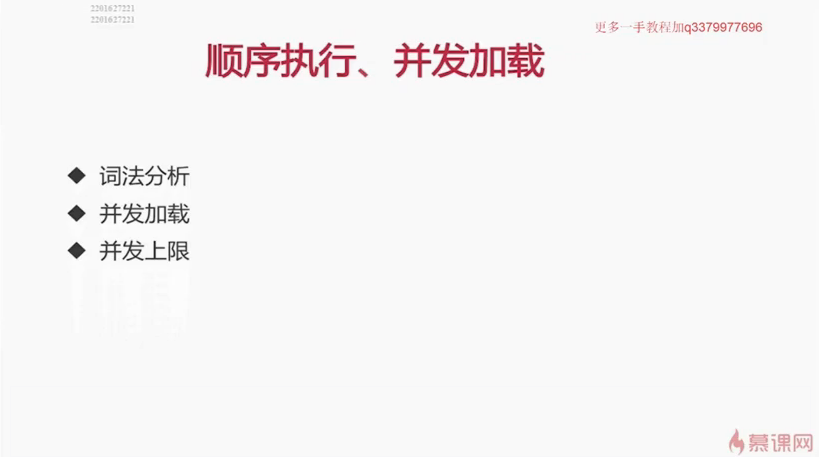 2201627221
2201627221
更多一手教程加q3379977696
顺序执行、并发加载
◆ 词法分析
◆ 并发加载
◆ 并发上限
慕课网